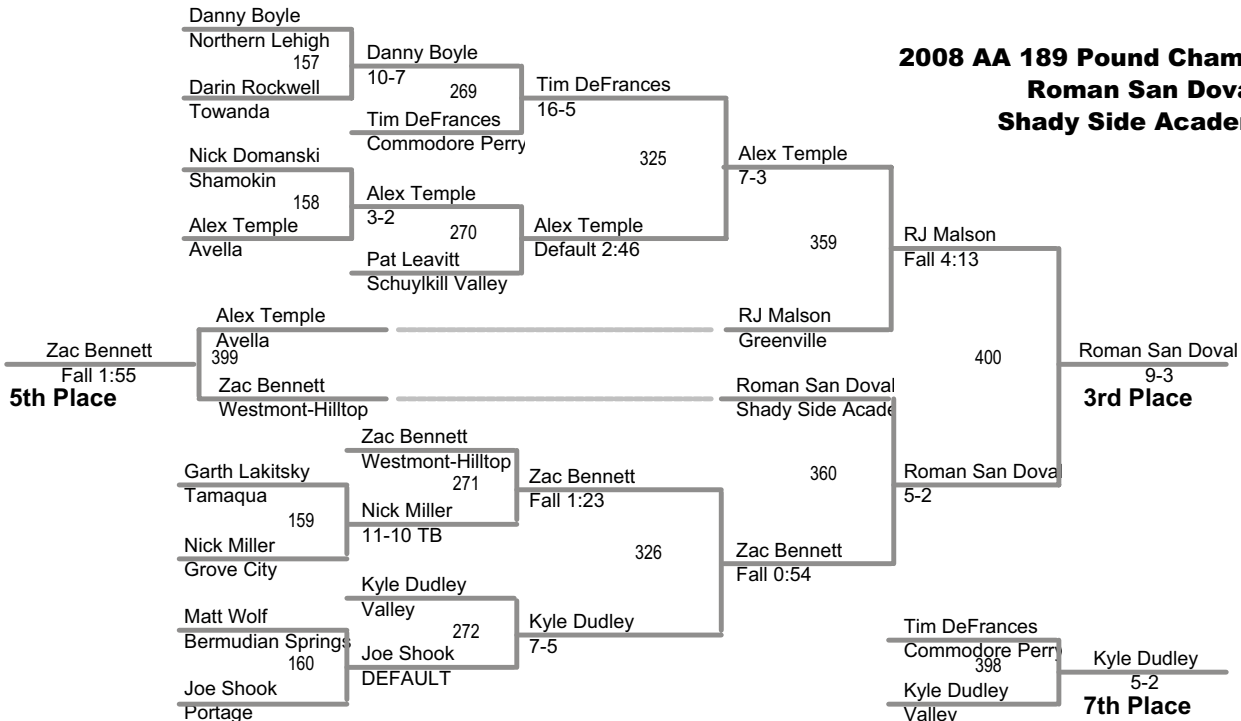 2008 AA 189 Pound Cham
Roman San Dova
Shady Side Acade
Danny Boyle
Northern Lehigh
157
Darin Rockwell
Towanda
Danny Boyle
10-7
269
Tim DeFrances
Commodore Perry
Tim DeFrances
16-5
Nick Domanski
Shamokin
158
Alex Temple
Avella
Alex Temple
3-2
270
Pat Leavitt
Schuylkill Valley
Alex Temple
Default 2:46
325
Alex Temple
7-3
359
RJ Malson
Greenville
RJ Malson
Fall 4:13
Alex Temple
Avella
399
Zac Bennett
Westmont-Hilltop
Zac Bennett
Fall 1:55
5th Place
400
Roman San Doval
9-3
3rd Place
Roman San Doval
Shady Side Acade
360
Roman San Doval
5-2
Zac Bennett
Westmont-Hilltop
271
Garth Lakitsky
Tamaqua
159
Nick Miller
Grove City
Nick Miller
11-10 TB
Zac Bennett
Fall 1:23
326
Zac Bennett
Fall 0:54
Kyle Dudley
Valley
272
Matt Wolf
Bermudian Springs
160
Joe Shook
Portage
Joe Shook
DEFAULT
Kyle Dudley
7-5
Tim DeFrances
Commodore Perry
398
Kyle Dudley
Valley
Kyle Dudley
5-2
7th Place